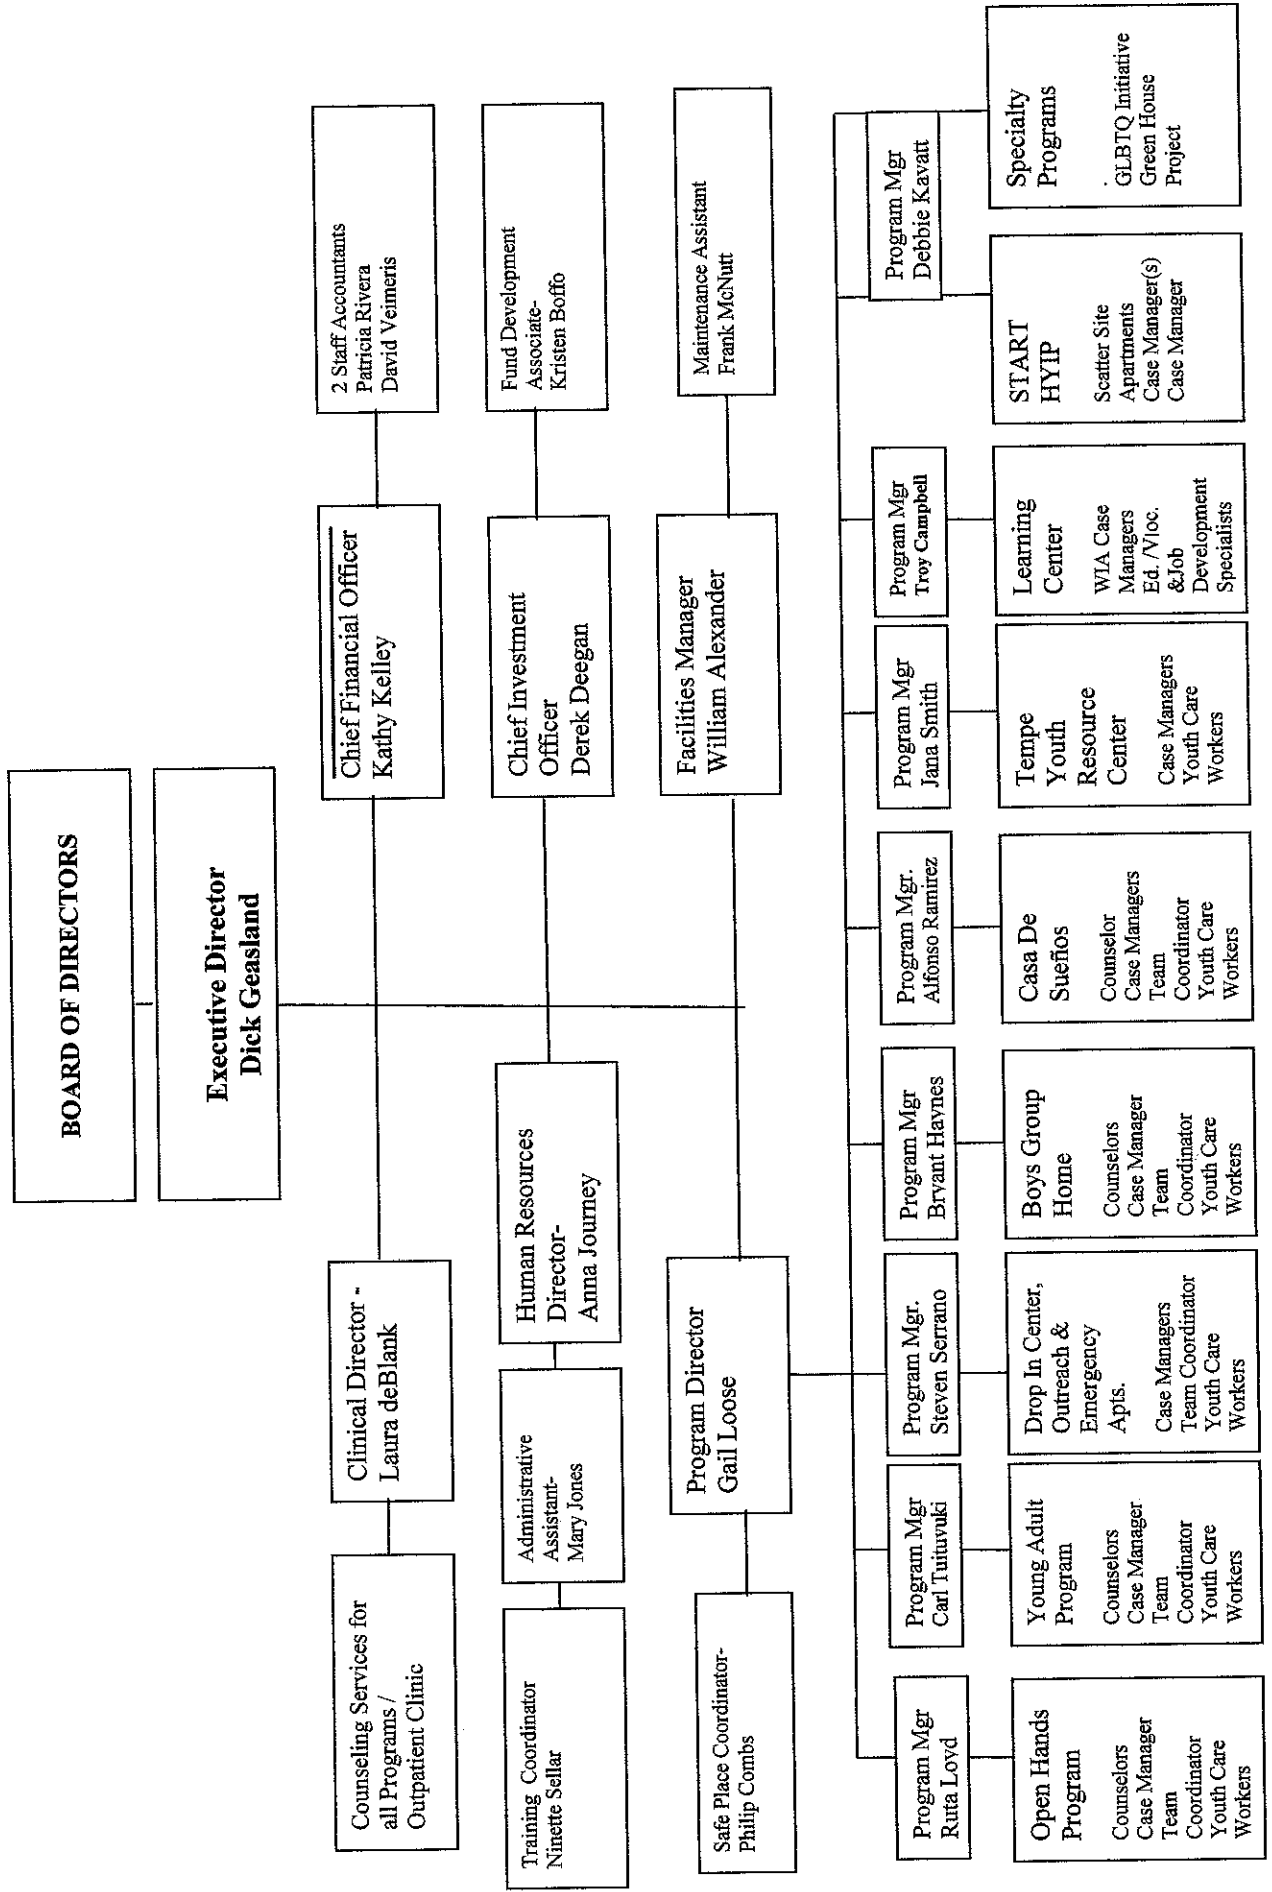 BOARD OF DIRECTORS
Executive Director
Dick Geasland
Counseling Services for
all Programs /
Outpatient Clinic
Clinical Director -
Laura deBlank
Chief Financial Officer
Kathy Kelley
2 Staff Accountants
Patricia Rivera
David Veimeris
Training Coordinator
Ninette Sellar
Administrative
Assistant-
Mary Jones
Human Resources
Director-
Anna Journey
Chief Investment
Officer
Derek Deegan
Fund Development
Associate-
Kristen Boffo
Safe Place Coordinator-
Philip Combs
Program Director
Gail Loose
Facilities Manager
William Alexander
Maintenance Assistant
Frank McNutt
Program Mgr
Ruta Loyd
Program Mgr
Carl Tuituvuki
Program Mgr.
Steven Serrano
Program Mgr
Bryant Haynes
Program Mgr.
Alfonso Ramirez
Program Mgr
Jana Smith
Program Mgr
Troy Campbell
Program Mgr
Debbie Kavatt
Open Hands
Program
Counselors
Case Manager
Team
Coordinator
Youth Care
Workers
Young Adult
Program
Counselors
Case Manager
Team
Coordinator
Youth Care
Workers
Drop In Center,
Outreach &
Emergency
Apts.
Case Managers
Team Coordinator
Youth Care
Workers
Boys Group
Home
Counselors
Case Manager
Team
Coordinator
Youth Care
Workers
Casa De
Sueños
Counselor
Case Managers
Team
Coordinator
Youth Care
Workers
Tempe
Youth
Resource
Center
Case Managers
Youth Care
Workers
Learning
Center
WIA Case
Managers
Ed. /Vloc.
&Job
Development
Specialists
START
HYIP
Scatter Site
Apartments
Case Manager(s)
Case Manager
Specialty
Programs
GLBTQ Initiative
Green House
Project